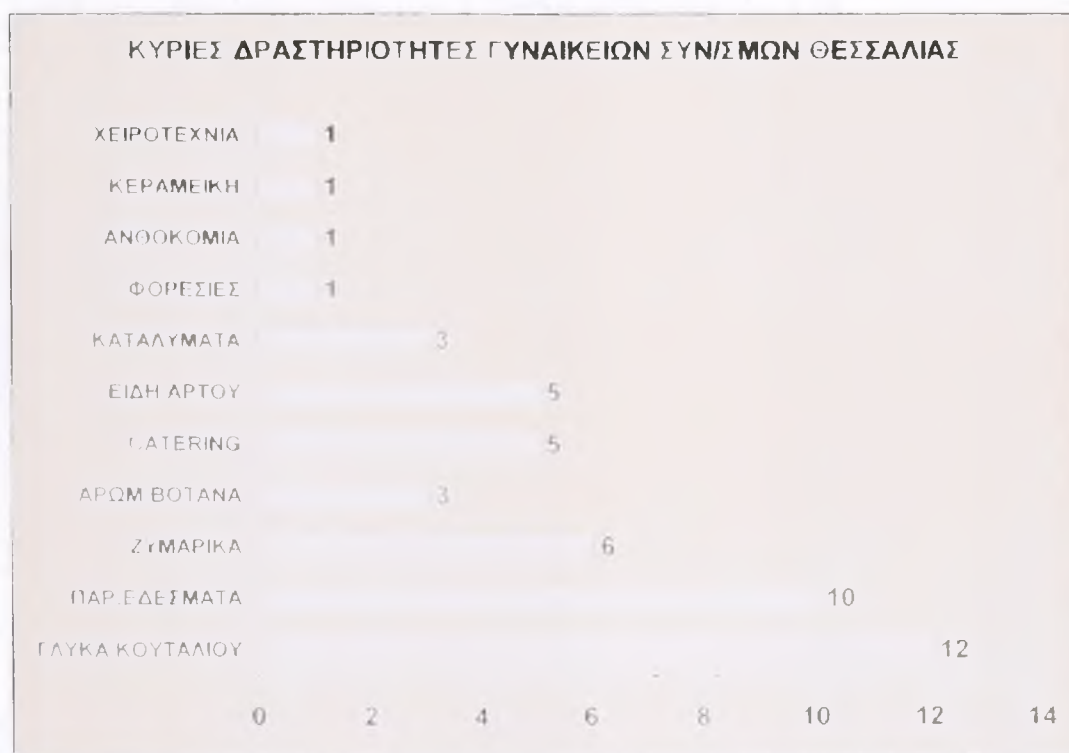 ΚΥΡΙΕΣ ΔΡΑΣΤΗΡΙΟΤΗΤΕΣ ΓΥΝΑΙΚΕΙΩΝ ΣΥΝ/ΣΜΩΝ ΘΕΣΣΑΛΙΑΣ
ΧΕΙΡΟΤΕΧΝΙΑ 1
ΚΕΡΑΜΕΙΚΗ 1
ΑΝΘΟΚΟΜΙΑ 1
ΦΟΡΕΣΙΕΣ 1
ΚΑΤΑΛΥΜΑΤΑ 3
ΕΙΔΗ ΑΡΤΟΥ 5
CATERING 5
ΑΡΩΜ.ΒΟΤΑΝΑ 3
ΖΥΜΑΡΙΚΑ 6
ΠΑΡ.ΕΔΕΣΜΑΤΑ 10
ΓΛΥΚΑ ΚΟΥΤΑΛΙΟΥ 12
0 2 4 6 8 10 12 14